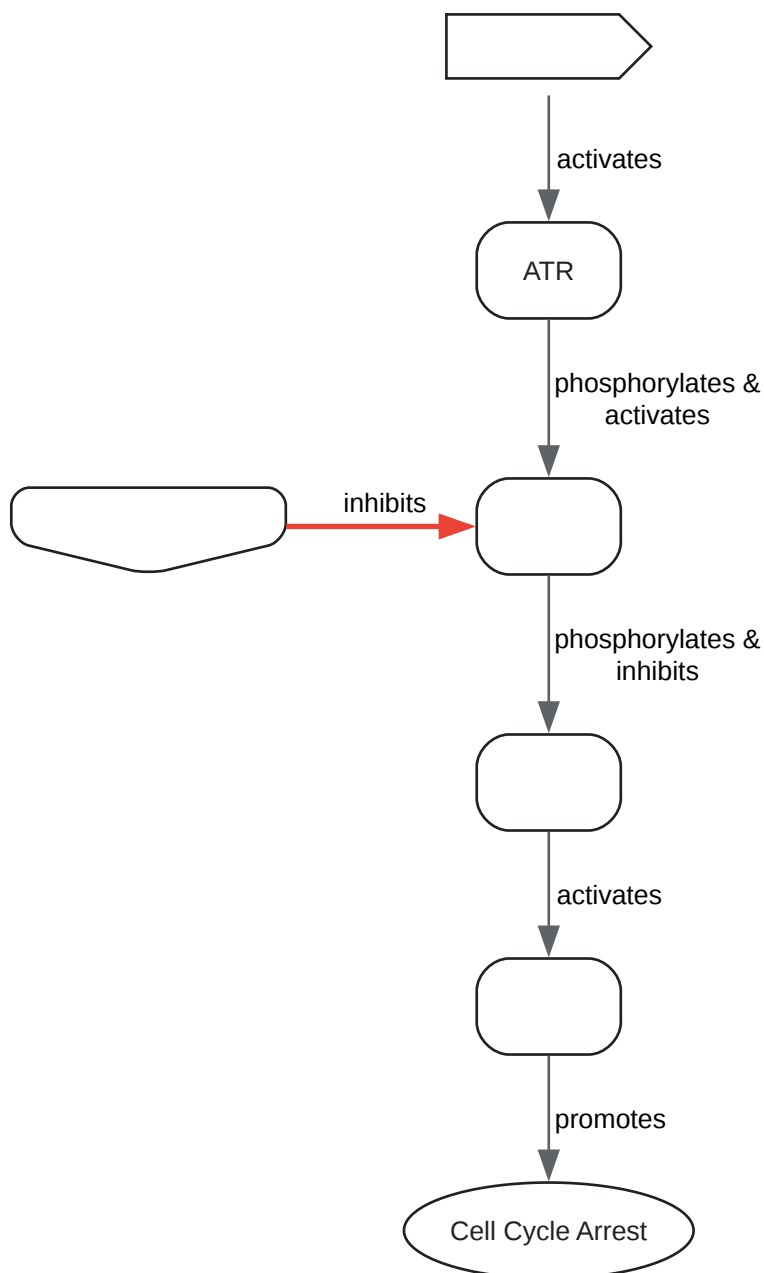 activates
ATR
phosphorylates &
activates
inhibits
phosphorylates &
inhibits
activates
promotes
Cell Cycle Arrest